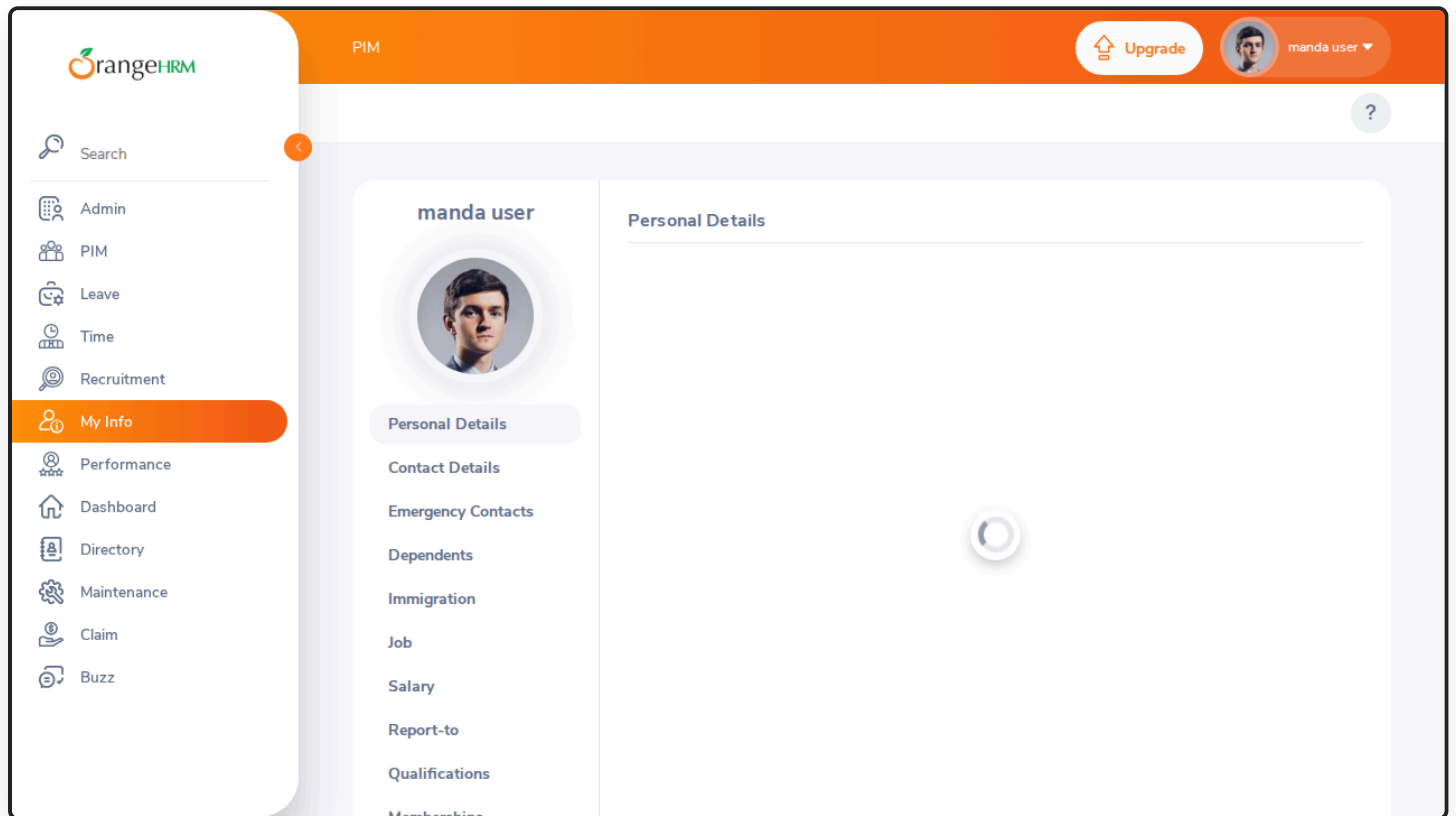 OrangeHRM
PIM
Upgrade
manda user
?
Search
Admin
PIM
Leave
Time
Recruitment
My Info
Performance
Dashboard
Directory
Maintenance
Claim
Buzz
manda user
Personal Details
Contact Details
Emergency Contacts
Dependents
Immigration
Job
Salary
Report-to
Qualifications
Memberships
Personal Details